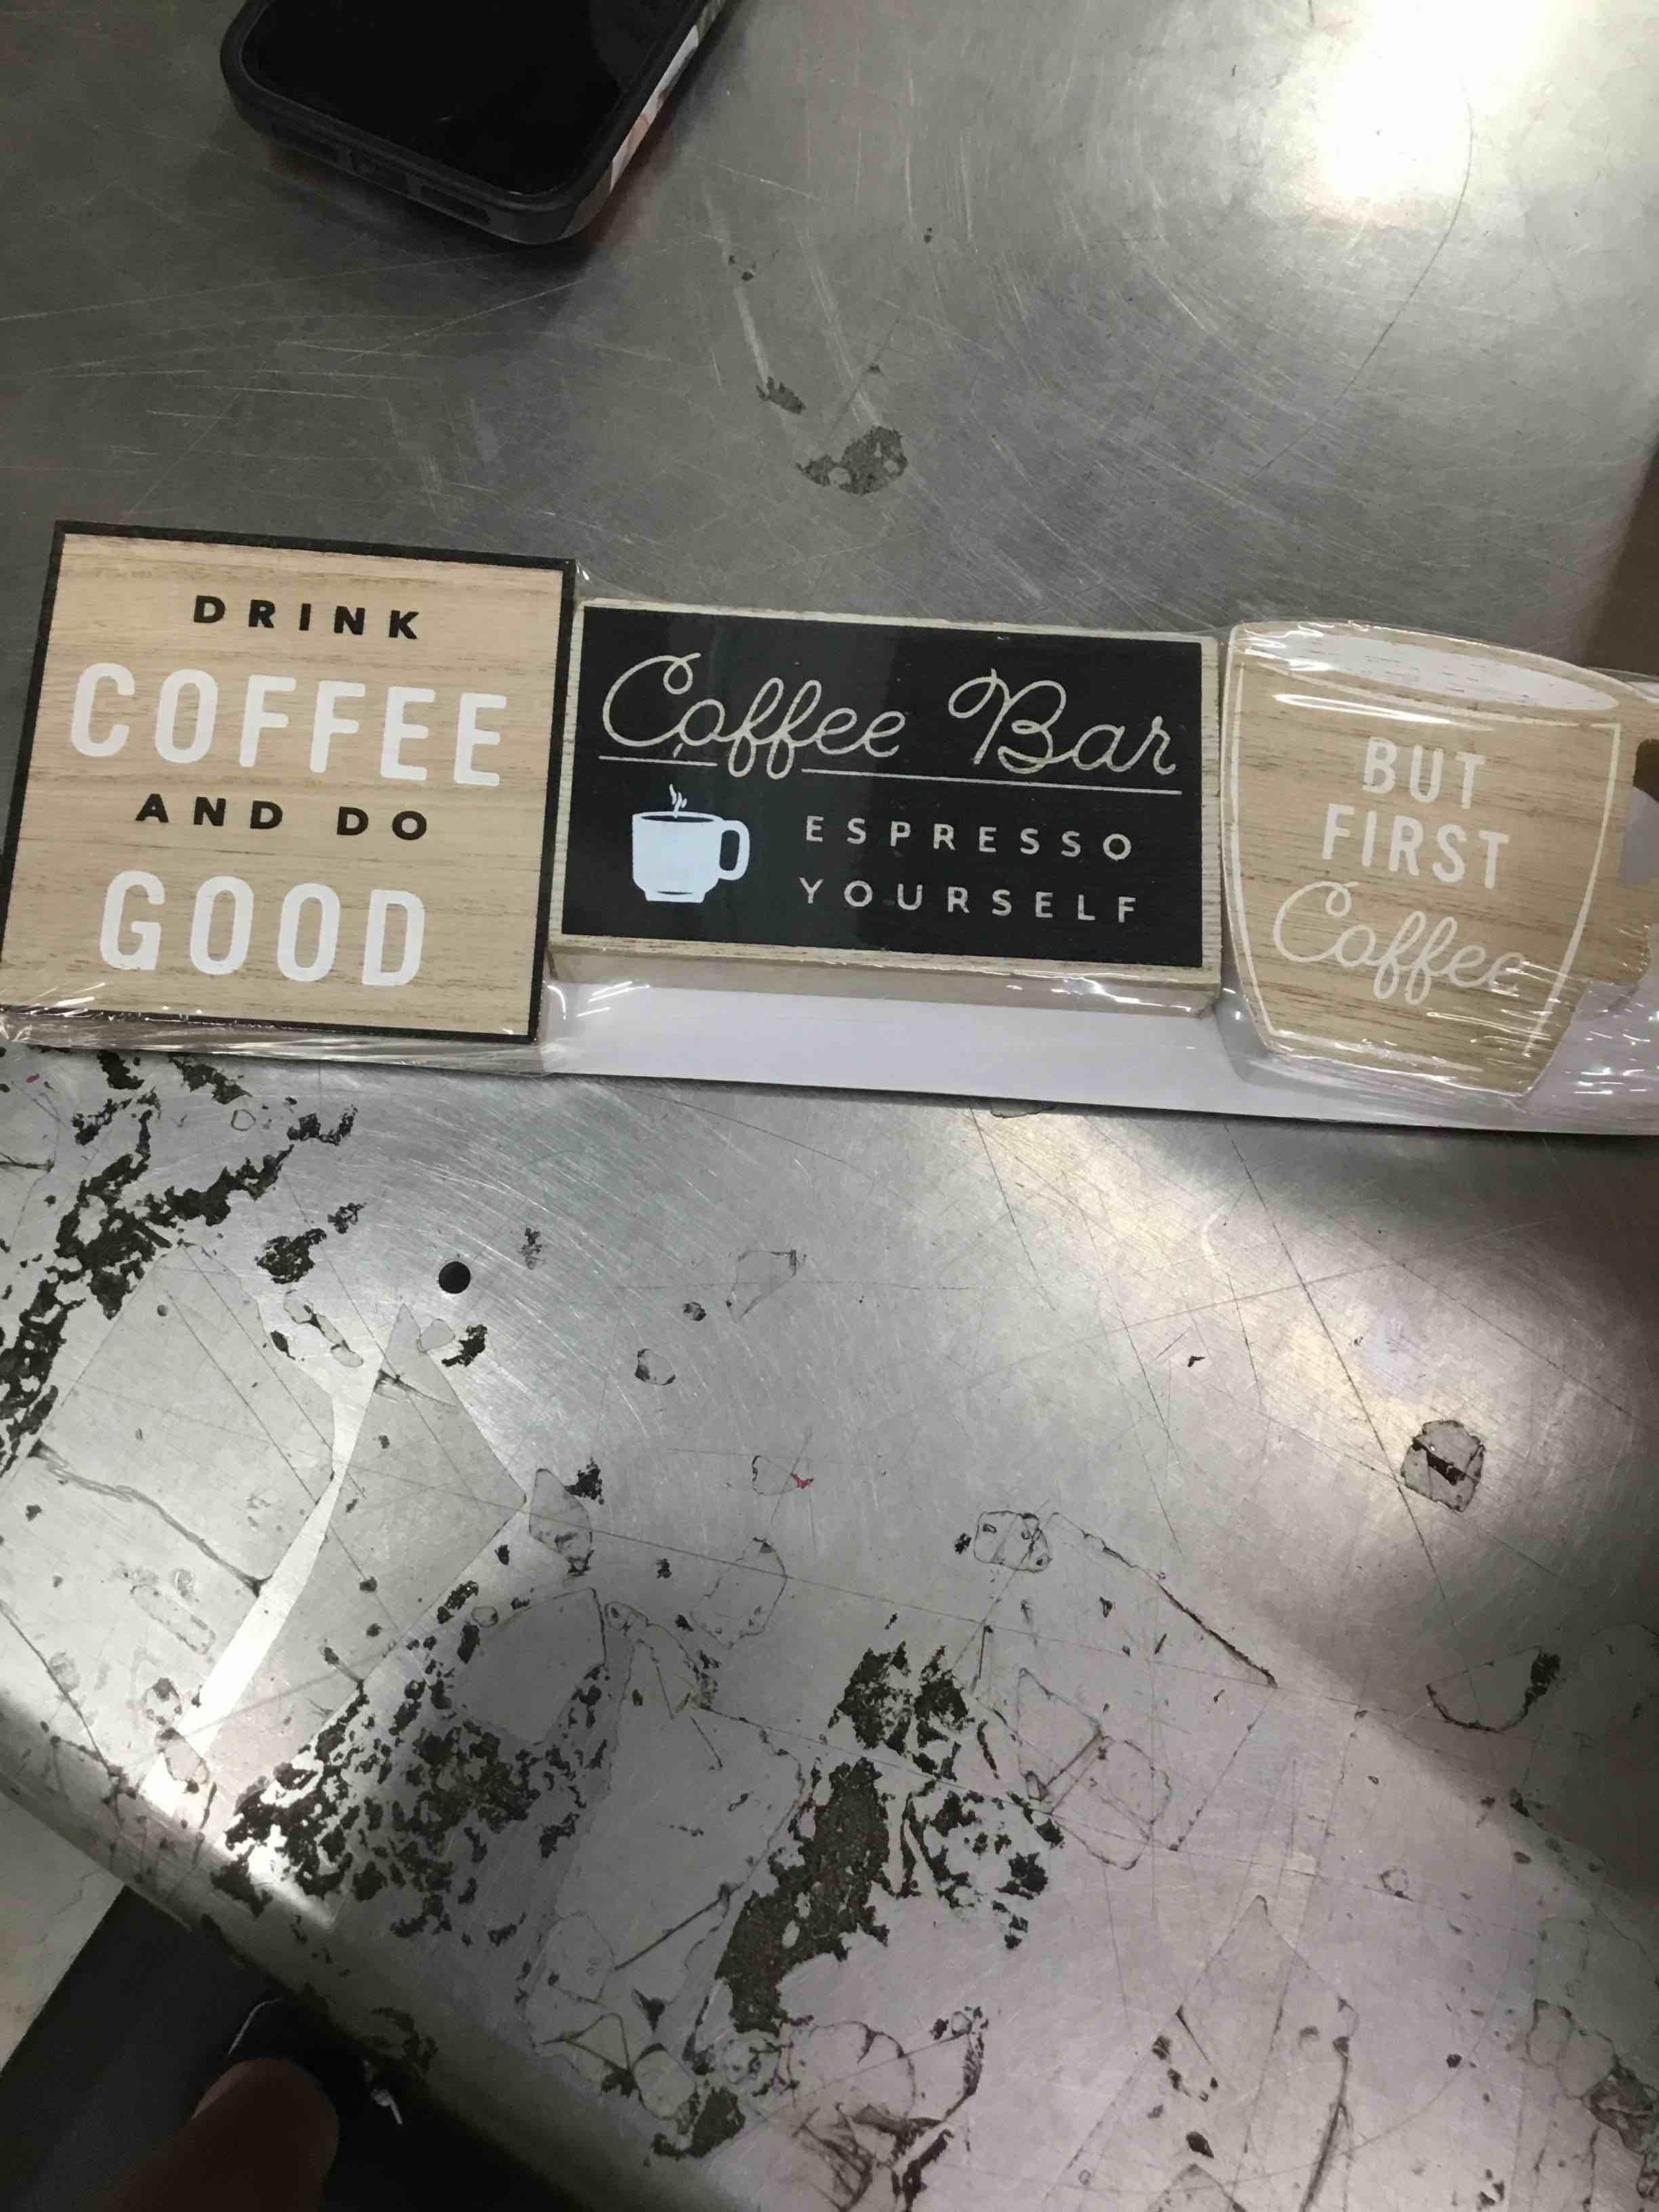 DRINK
COFFEE
AND DO
GOOD
Coffee Bar
ESPRESSO
YOURSELF
BUT
FIRST
Coffee